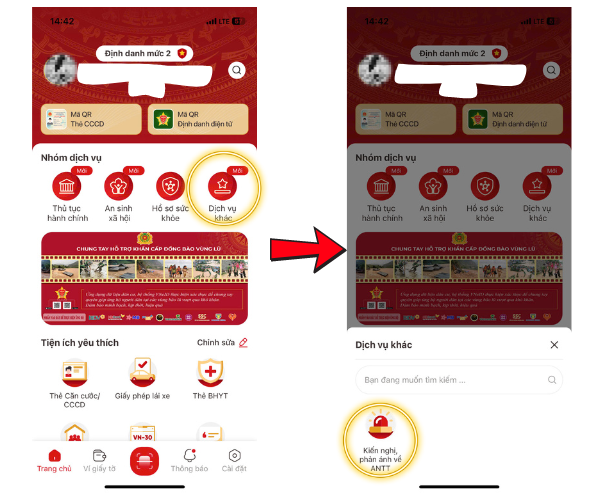 14:42
LTE
Định danh mức 2
Mã QR
Thẻ CCCD
Mã QR
Định danh điện tử
Nhóm dịch vụ
Mới
Mới
Mới
Thủ tục
hành chính
An sinh
xã hội
Hồ sơ sức
khỏe
Dịch vụ
khác
CHUNG TAY HỖ TRỢ KHẨN CẤP ĐỒNG BÀO VÙNG LŨ
Tiện ích yêu thích
Chỉnh sửa
Thẻ Căn cước/
CCCD
Giấy phép lái xe
Thẻ BHYT
VN-30
Trang chủ
Ví giấy tờ
Thông báo
Cài đặt
14:42
LTE
Định danh mức 2
Mã QR
Thẻ CCCD
Mã QR
Định danh điện tử
Nhóm dịch vụ
Mới
Mới
Mới
Thủ tục
hành chính
An sinh
xã hội
Hồ sơ sức
khỏe
Dịch vụ
khác
CHUNG TAY HỖ TRỢ KHẨN CẤP ĐỒNG BÀO VÙNG LŨ
Dịch vụ khác
Bạn đang muốn tìm kiếm ...
Kiến nghị,
phản ánh về
ANTT